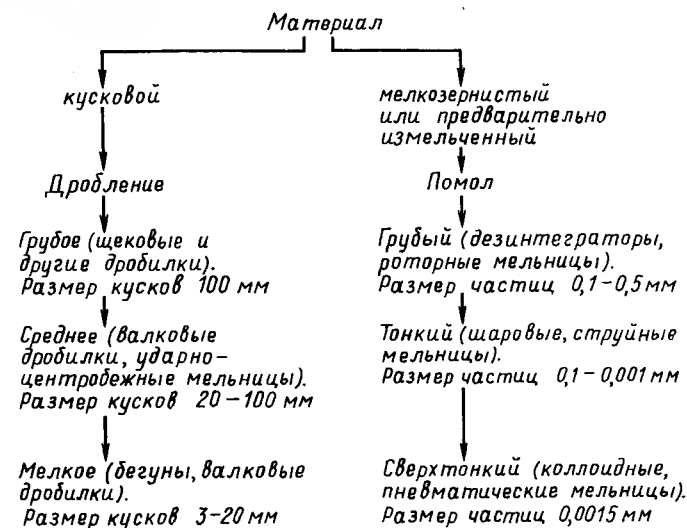 Материал
кусковой
Дробление
Грубое (щековые и
другие дробилки).
Размер кусков 100 мм
Среднее (валковые
дробилки, ударно-
центробежные мельницы).
Размер кусков 20-100 мм
Мелкое (бегуны, валковые
дробилки).
Размер кусков 3-20 мм
мелкозернистый
или предварительно
измельченный
Помол
Грубый (дезинтеграторы,
роторные мельницы).
Размер частиц 0,1-0,5 мм
Тонкий (шаровые, струйные
мельницы).
Размер частиц 0,1-0,001 мм
Сверхтонкий (коллоидные,
пневматические мельницы).
Размер частиц 0,0015 мм